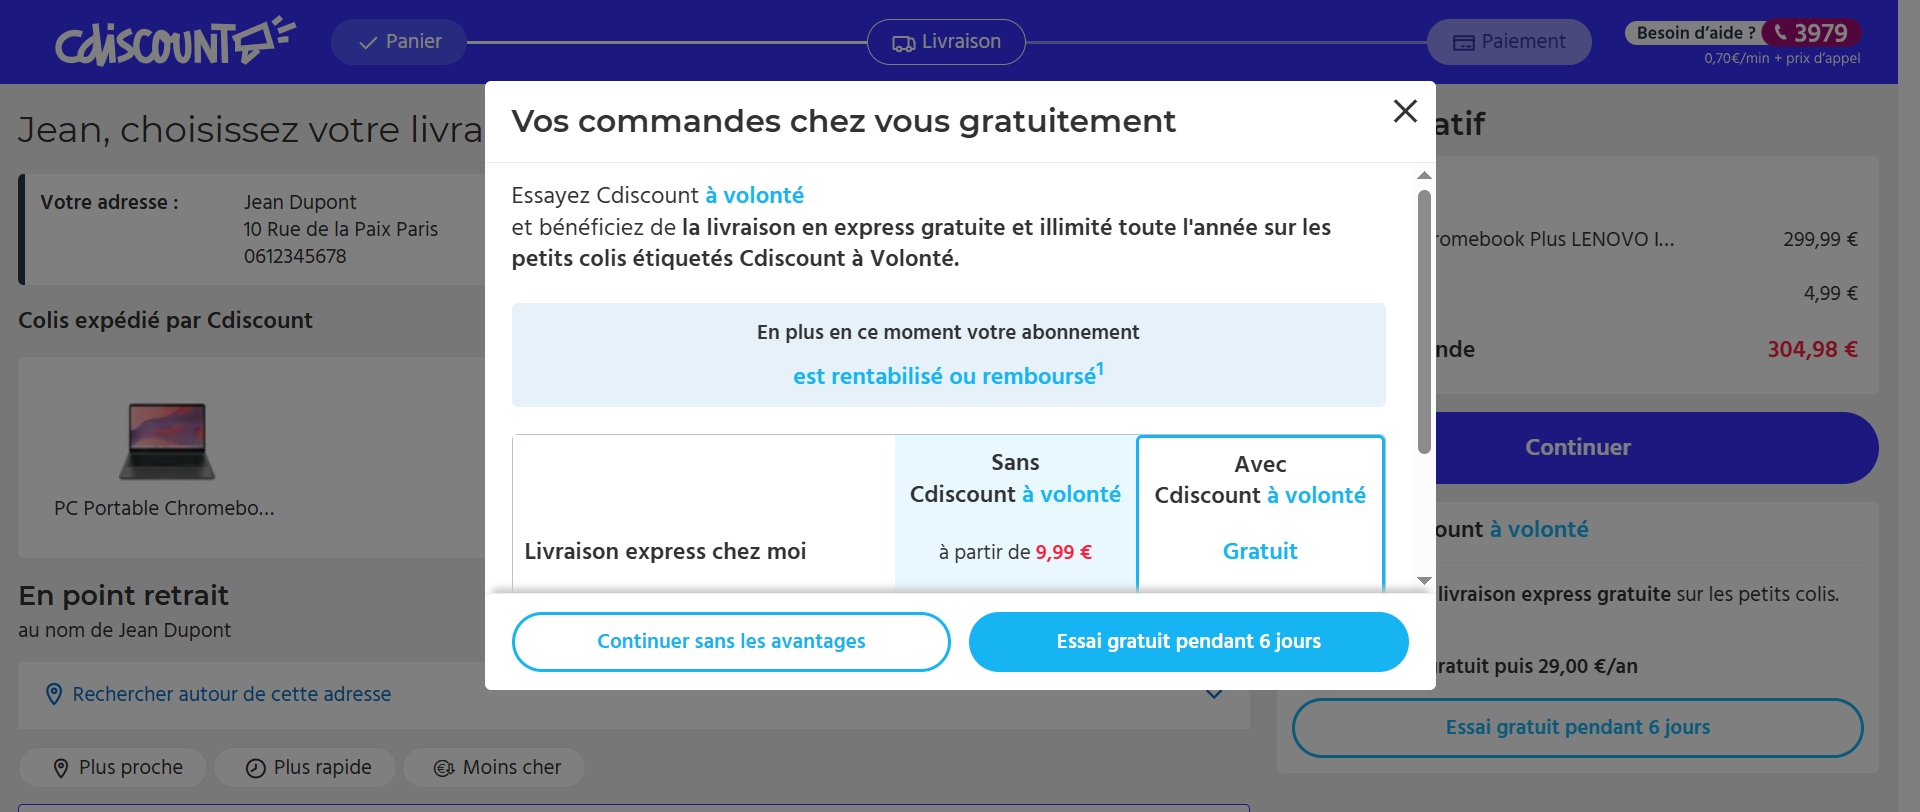 Cdiscount
Panier
Livraison
Paiement
Besoin d'aide ?
3979
0,70€/min + prix d'appel
Jean, choisissez votre livra
Votre adresse :
Jean Dupont
10 Rue de la Paix Paris
0612345678
Colis expédié par Cdiscount
PC Portable Chromebo...
En point retrait
au nom de Jean Dupont
Rechercher autour de cette adresse
Plus proche
Plus rapide
Moins cher
Vos commandes chez vous gratuitement
Essayez Cdiscount à volonté
et bénéficiez de la livraison en express gratuite et illimité toute l'année sur les
petits colis étiquetés Cdiscount à Volonté.
En plus en ce moment votre abonnement
est rentabilisé ou remboursé1
Sans
Cdiscount à volonté
Avec
Cdiscount à volonté
Livraison express chez moi
à partir de 9,99 €
Gratuit
Continuer sans les avantages
Essai gratuit pendant 6 jours
atif
romebook Plus LENOVO I...
299,99 €
4,99 €
nde
304,98 €
Continuer
ount à volonté
livraison express gratuite sur les petits colis.
ratuit puis 29,00 €/an
Essai gratuit pendant 6 jours